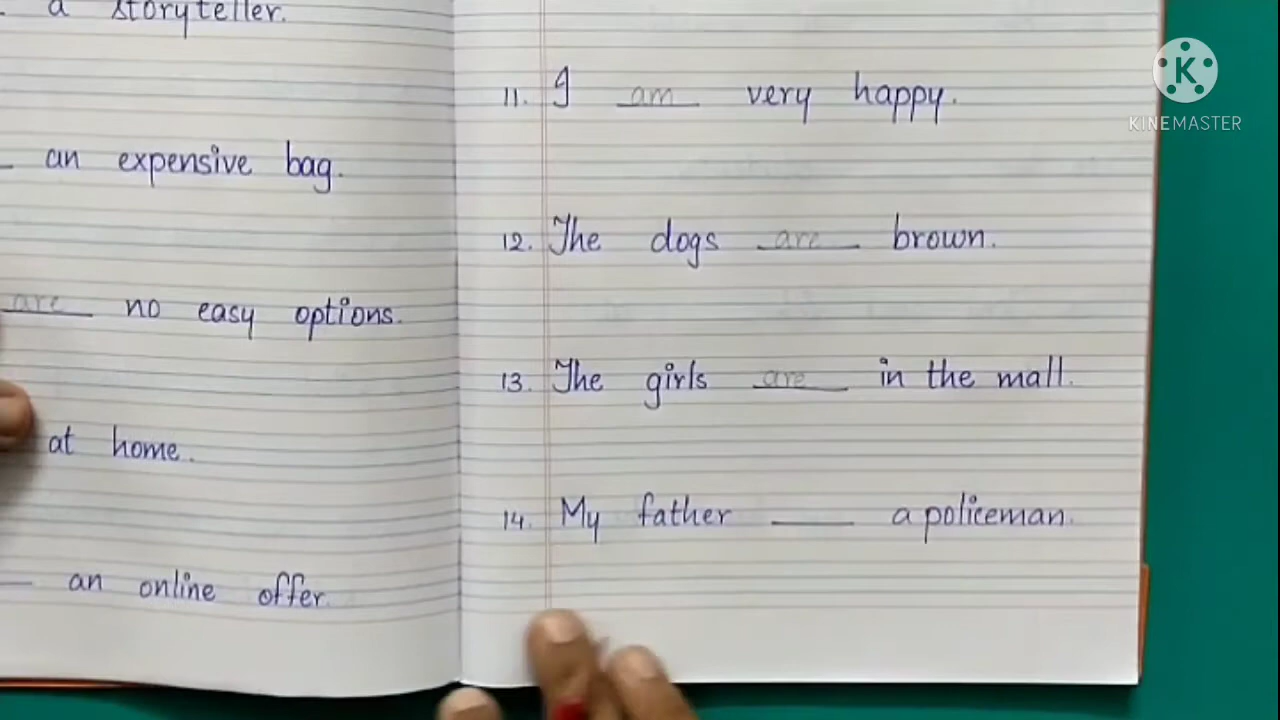 a storyteller.
an expensive bag.
are no easy options.
at home.
an online offer.
11. I am very happy.
12. The dogs are brown.
13. The girls are in the mall.
14. My father ____ a policeman.
K
KINEMASTER